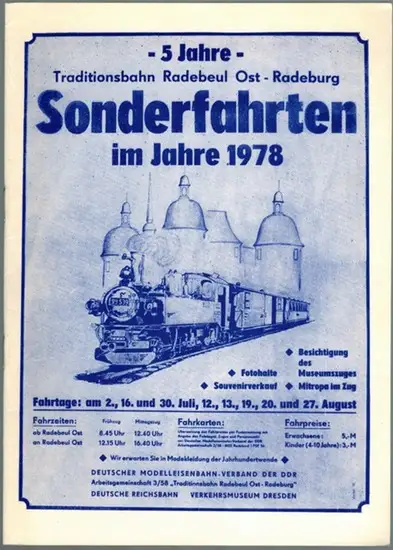 - 5 Jahre -
Traditionsbahn Radebeul Ost - Radeburg
Sonderfahrten
im Jahre 1978
◆ Besichtigung
des
◆ Fotohalte Museumszuges
◆ Souvenirverkauf ◆ Mitropa im Zug
Fahrtage: am 2., 16. und 30. Juli, 12., 13., 19., 20. und 27. August
Fahrzeiten: Frühzug Mittagszug Fahrkarten: Fahrpreise:
ab Radebeul Ost 8.45 Uhr 12.40 Uhr Erwachsene: 5,-M
an Radebeul Ost 12.15 Uhr 16.40 Uhr Kinder (4-10 Jahre): 3,-M
◆ Wir erwarten Sie in Modekleidung der Jahrhundertwende ◆
DEUTSCHER MODELLEISENBAHN-VERBAND DER DDR
Arbeitsgemeinschaft 3/58 „Traditionsbahn Radebeul Ost - Radeburg"
DEUTSCHE REICHSBAHN VERKEHRSMUSEUM DRESDEN